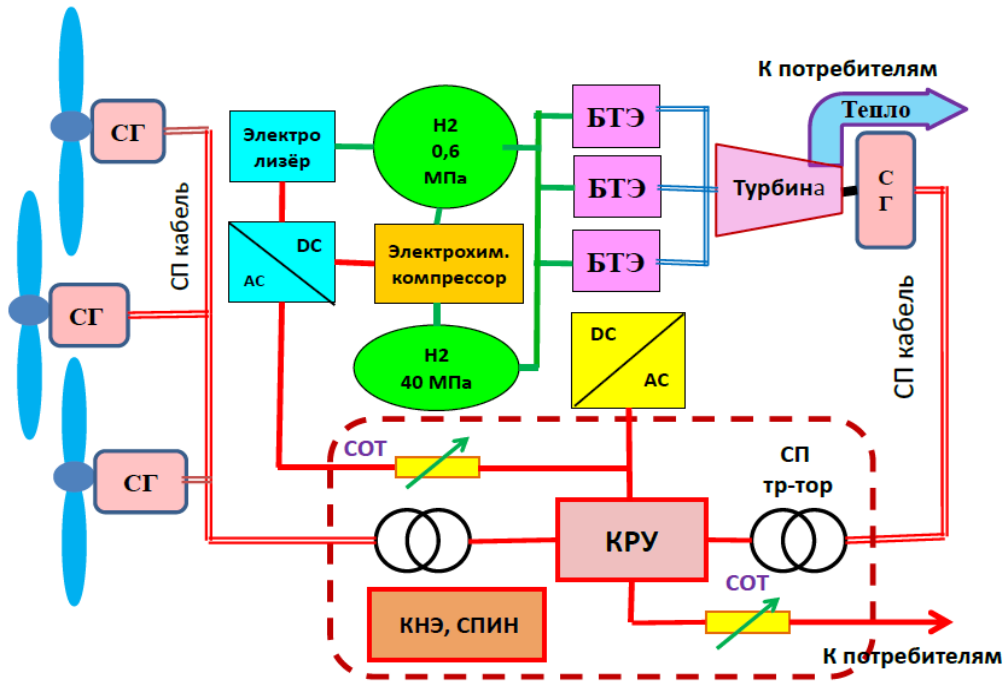 К потребителям
Тепло
СГ
Электро
лизёр
Н2
0,6
МПа
БТЭ
БТЭ
БТЭ
Турбина
С
Г
СП кабель
DC
AC
Электрохим.
компрессор
СГ
СП кабель
Н2
40 МПа
DC
AC
СГ
СОТ
СП
тр-тор
КРУ
СОТ
КНЭ, СПИН
К потребителям